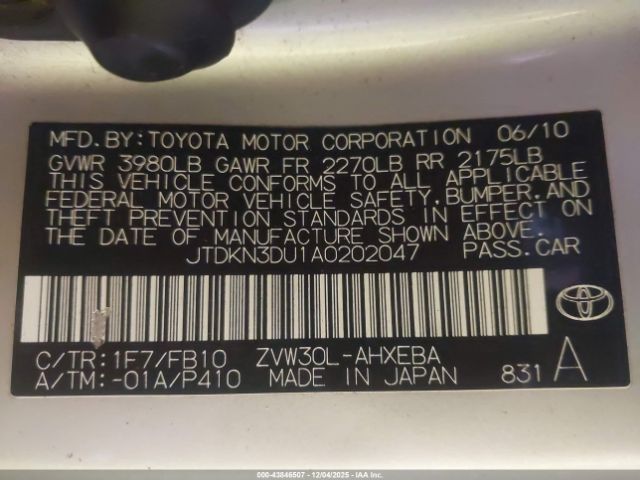 MFD.BY:TOYOTA MOTOR CORPORATION 06/10
GVWR 3980LB GAWR FR 2270LB RR 2175LB
THIS VEHICLE CONFORMS TO ALL APPLICABLE
FEDERAL MOTOR VEHICLE SAFETY,BUMPER,AND
THEFT PREVENTION STANDARDS IN EFFECT ON
THE DATE OF MANUFACTURE SHOWN ABOVE.
JTDKN3DU1A0202047 PASS.CAR
C/TR:1F7/FB10 ZVW30L-AHXEBA
A/TM:-01A/P410 MADE IN JAPAN 831 A
000-43846507 - 12/04/2025 - IAA Inc.